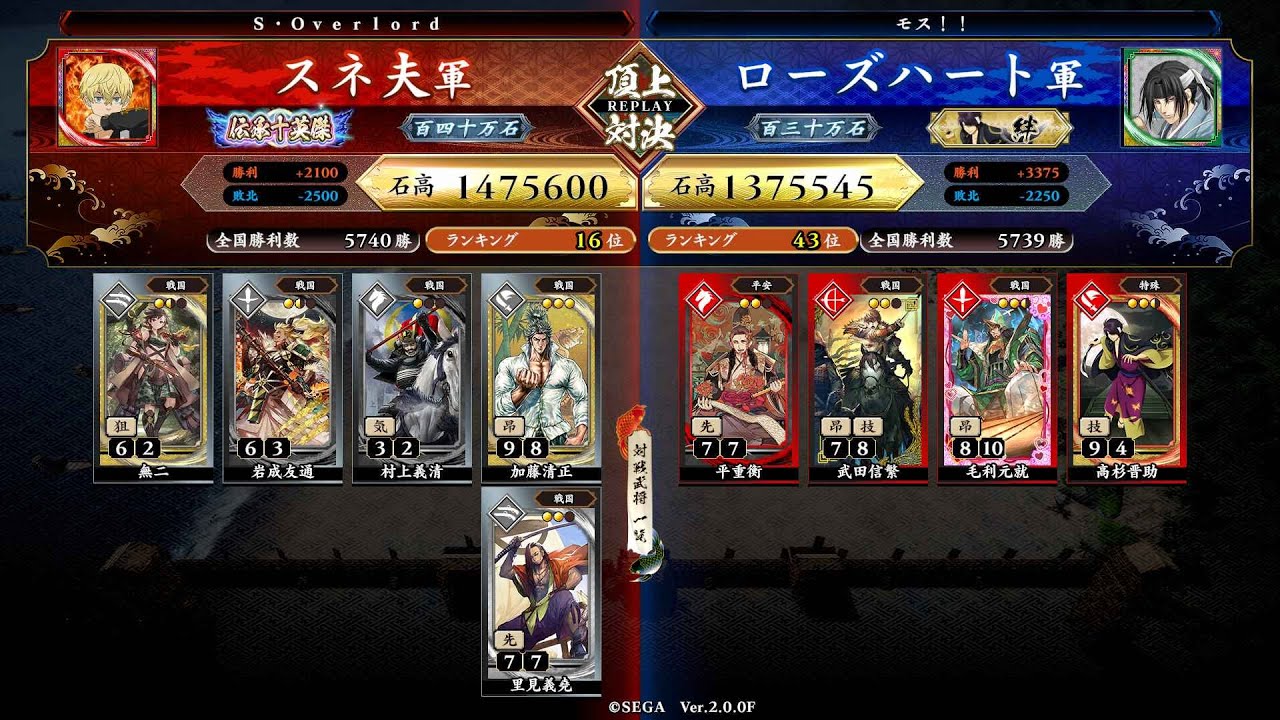 S・Overlord
モス！！
スネ夫軍
頂上
REPLAY
対決
ローズハート軍
伝承十英傑
百四十万石
百三十万石
絆
勝利 +2100
敗北 -2500
石高 1475600
石高 1375545
勝利 +3375
敗北 -2250
全国勝利数 5740勝
ランキング 16位
ランキング 43位
全国勝利数 5739勝
戦国 戦国 戦国 戦国 平安 戦国 戦国 特殊
狙 気 昂 先 昂 技 昂 技
6 2 6 3 3 2 9 8 7 7 7 8 8 10 9 4
無二 岩成友通 村上義清 加藤清正 平重衡 武田信繁 毛利元就 高杉晋助
対戦武将一覧
戦国
先
7 7
里見義堯
©SEGA Ver.2.0.0F